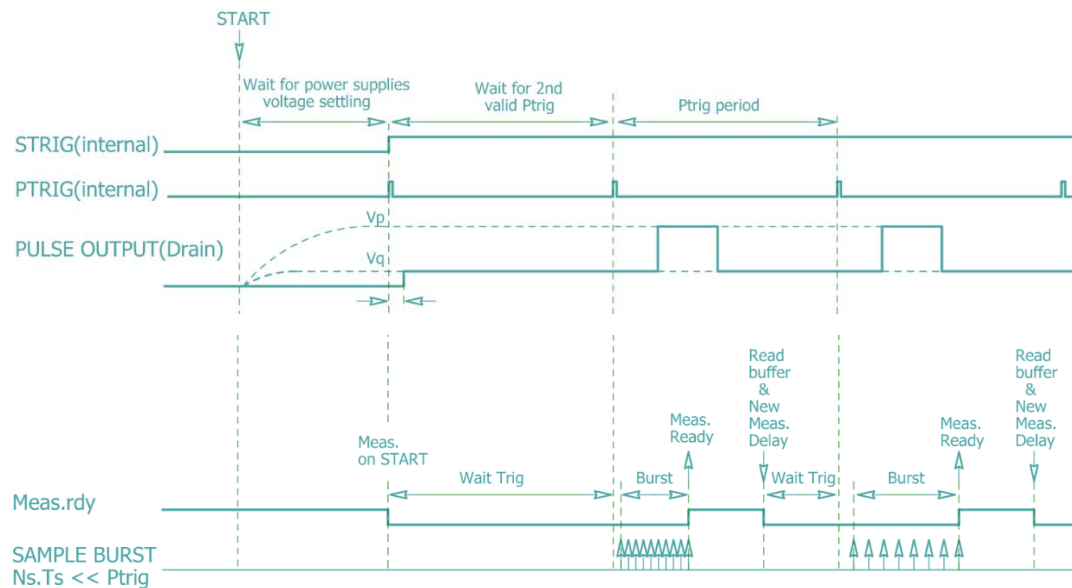 START
Wait for power supplies
voltage settling
Wait for 2nd
valid Ptrig
Ptrig period
STRIG(internal)
PTRIG(internal)
Vp
PULSE OUTPUT(Drain)
Vq
Read
buffer
&
New
Meas.
Delay
Read
buffer
&
New
Meas.
Delay
Meas.
Ready
Meas.
Ready
Meas.
on START
Wait Trig
Burst
Wait Trig
Burst
Meas.rdy
SAMPLE BURST
Ns.Ts << Ptrig